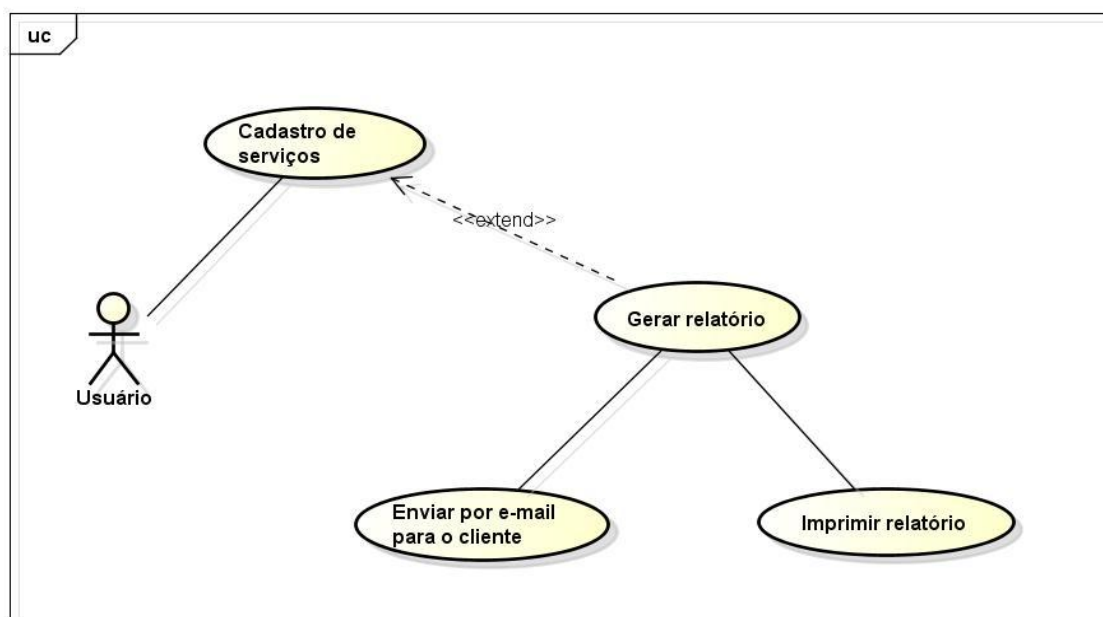 uc
Cadastro de
serviços
<<extend>>
Gerar relatório
Usuário
Enviar por e-mail
para o cliente
Imprimir relatório